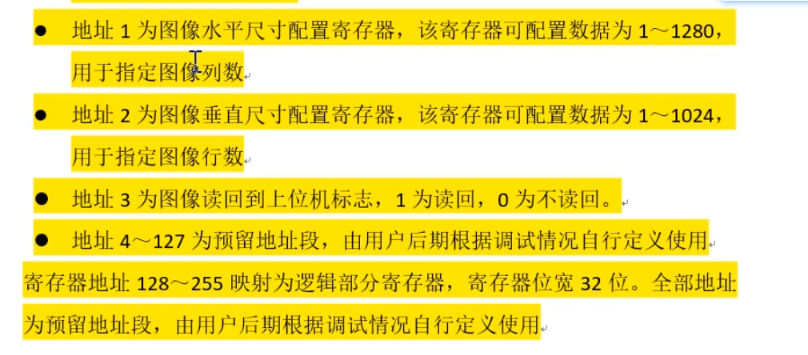 ● 地址 1 为图像水平尺寸配置寄存器，该寄存器可配置数据为 1～1280，
用于指定图像列数
● 地址 2 为图像垂直尺寸配置寄存器，该寄存器可配置数据为 1～1024，
用于指定图像行数
● 地址 3 为图像读回到上位机标志，1 为读回，0 为不读回。
● 地址 4～127 为预留地址段，由用户后期根据调试情况自行定义使用
寄存器地址 128～255 映射为逻辑部分寄存器，寄存器位宽 32 位。全部地址
为预留地址段，由用户后期根据调试情况自行定义使用